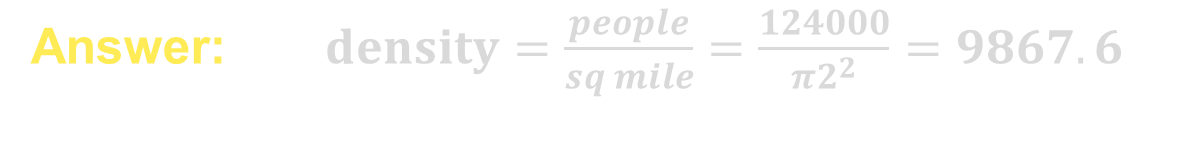 Answer: density = people / sq mile = 124000 / π2² = 9867.6